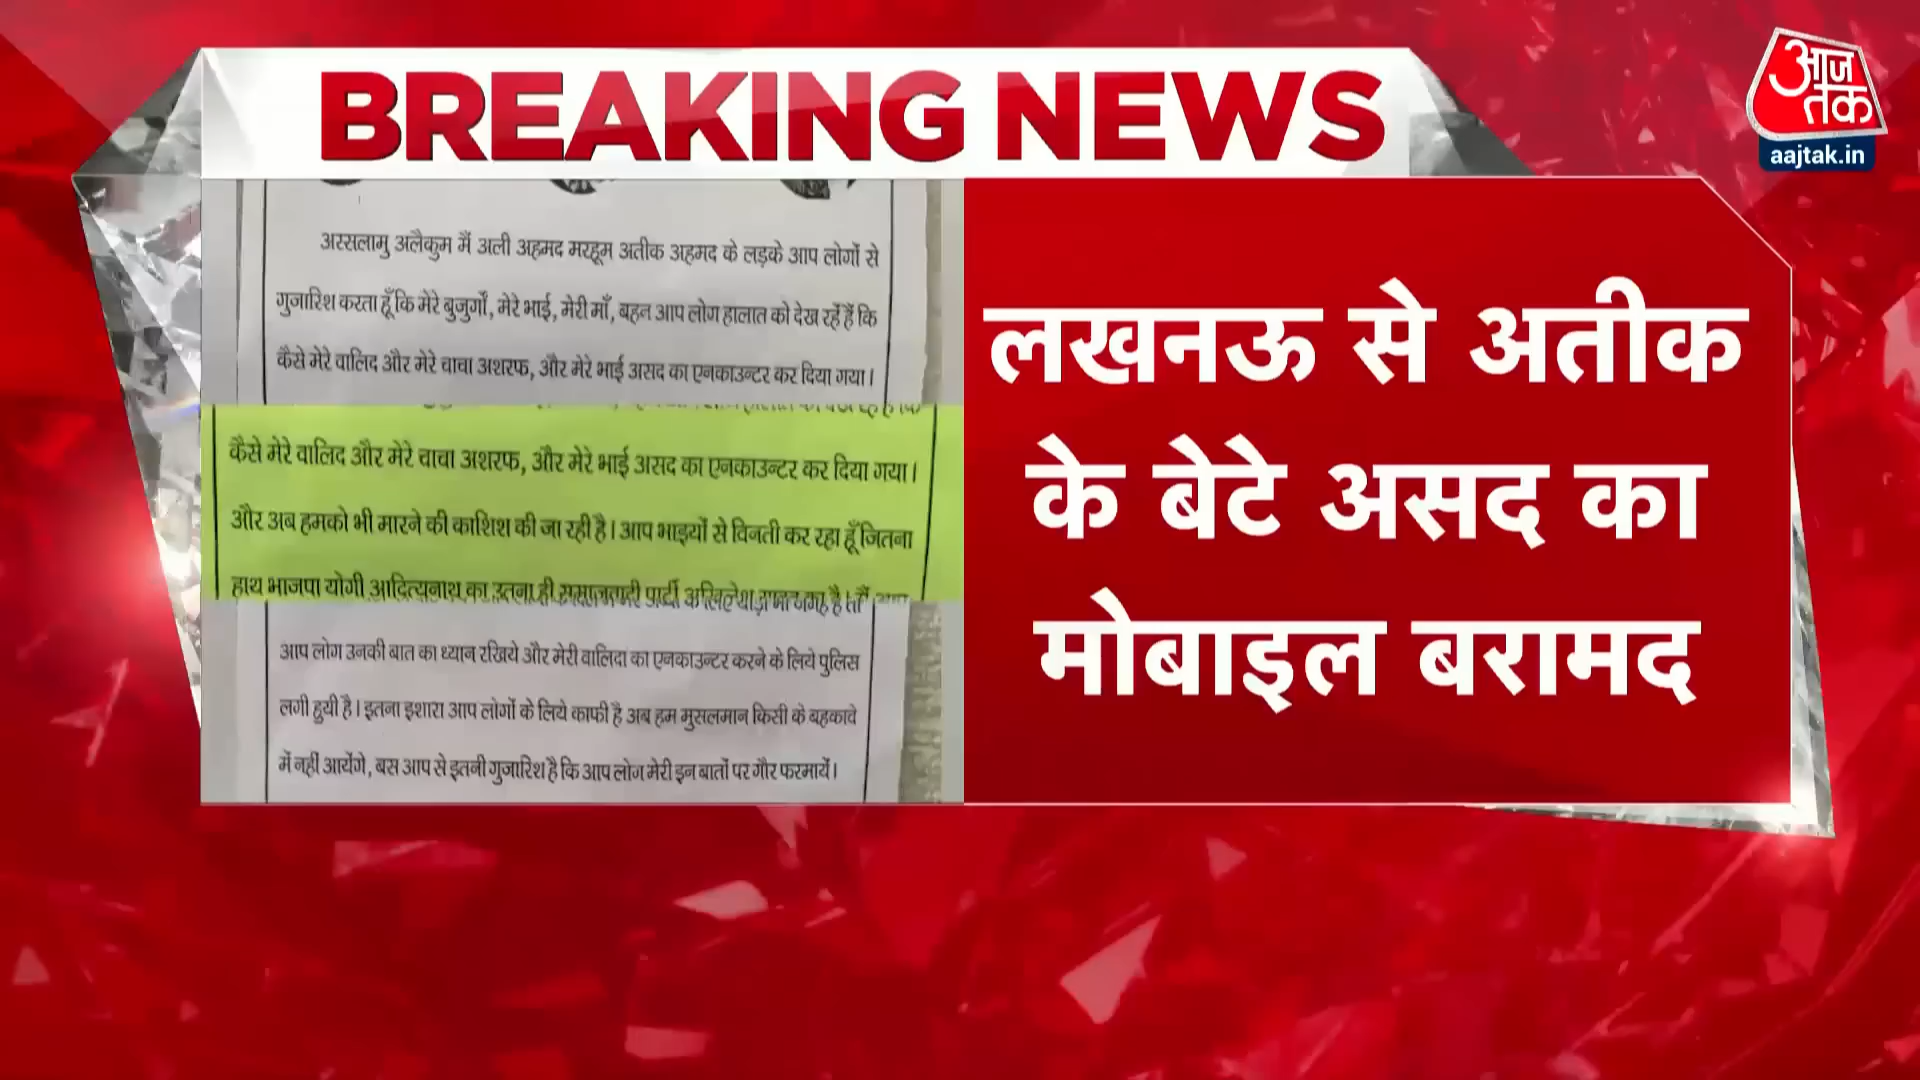 BREAKING NEWS
आज
तक
aajtak.in
अस्सलामु अलैकुम मैं अली अहमद मरहूम अतीक अहमद के लड़के आप लोगों से
गुजारिश करता हूँ कि मेरे बुजुर्गों, मेरे भाई, मेरी माँ, बहन आप लोग हालात को देख रहें हैं कि
कैसे मेरे वालिद और मेरे चाचा अशरफ, और मेरे भाई असद का एनकाउन्टर कर दिया गया।
कैसे मेरे वालिद और मेरे चाचा अशरफ, और मेरे भाई असद का एनकाउन्टर कर दिया गया।
और अब हमको भी मारने की काशिश की जा रही है। आप भाइयों से विनती कर रहा हूँ जितना
हाथ भाजपा योगी आदित्यनाथ का उतना ही समाजवादी पार्टी अखिलेश
आप लोग उनकी बात का ध्यान रखिये और मेरी वालिदा का एनकाउन्टर करने के लिये पुलिस
लगी हुयी है। इतना इशारा आप लोगों के लिये काफी है अब हम मुसलमान किसी के बहकावे
में नहीं आयेंगे, बस आप से इतनी गुजारिश है कि आप लोग मेरी इन बातों पर गौर फरमायें।
लखनऊ से अतीक
के बेटे असद का
मोबाइल बरामद